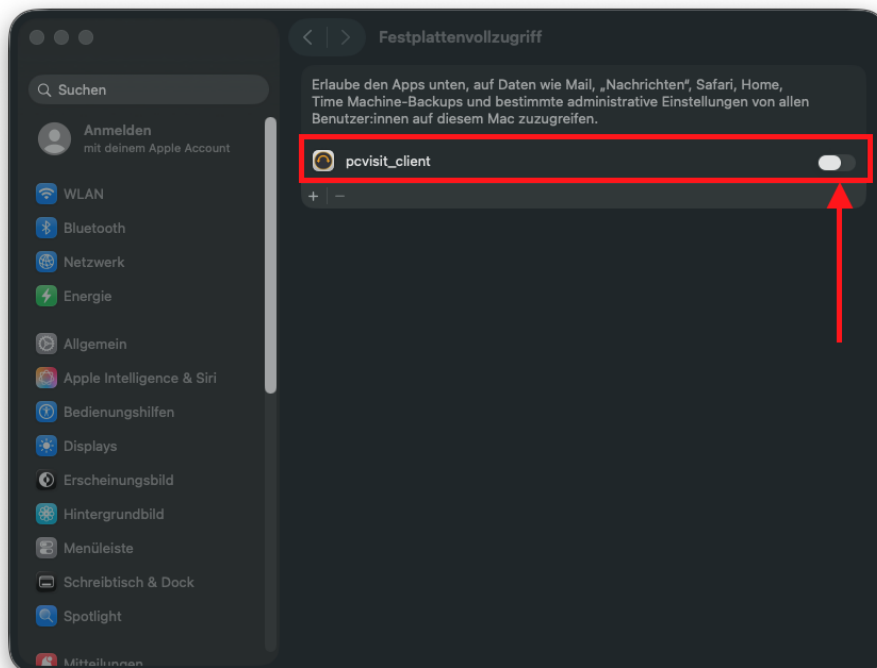 Festplattenvollzugriff
Suchen
Anmelden
mit deinem Apple Account
WLAN
Bluetooth
Netzwerk
Energie
Allgemein
Apple Intelligence & Siri
Bedienungshilfen
Displays
Erscheinungsbild
Hintergrundbild
Menüleiste
Schreibtisch & Dock
Spotlight
Mitteilungen
Erlaube den Apps unten, auf Daten wie Mail, „Nachrichten“, Safari, Home,
Time Machine-Backups und bestimmte administrative Einstellungen von allen
Benutzer:innen auf diesem Mac zuzugreifen.
pcvisit_client